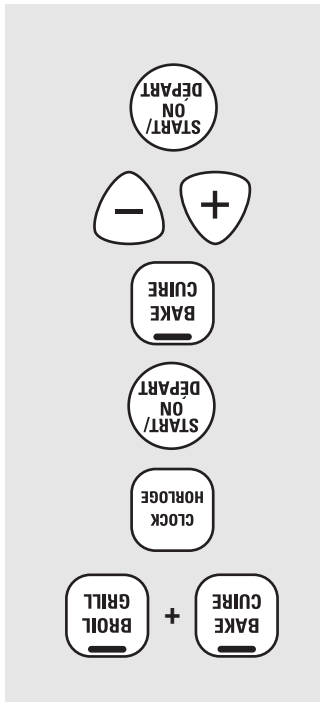 BAKE
CUIRE
+
BROIL
GRILL
CLOCK
HORLOGE
START/
ON
DÉPART
BAKE
CUIRE
+
−
START/
ON
DÉPART